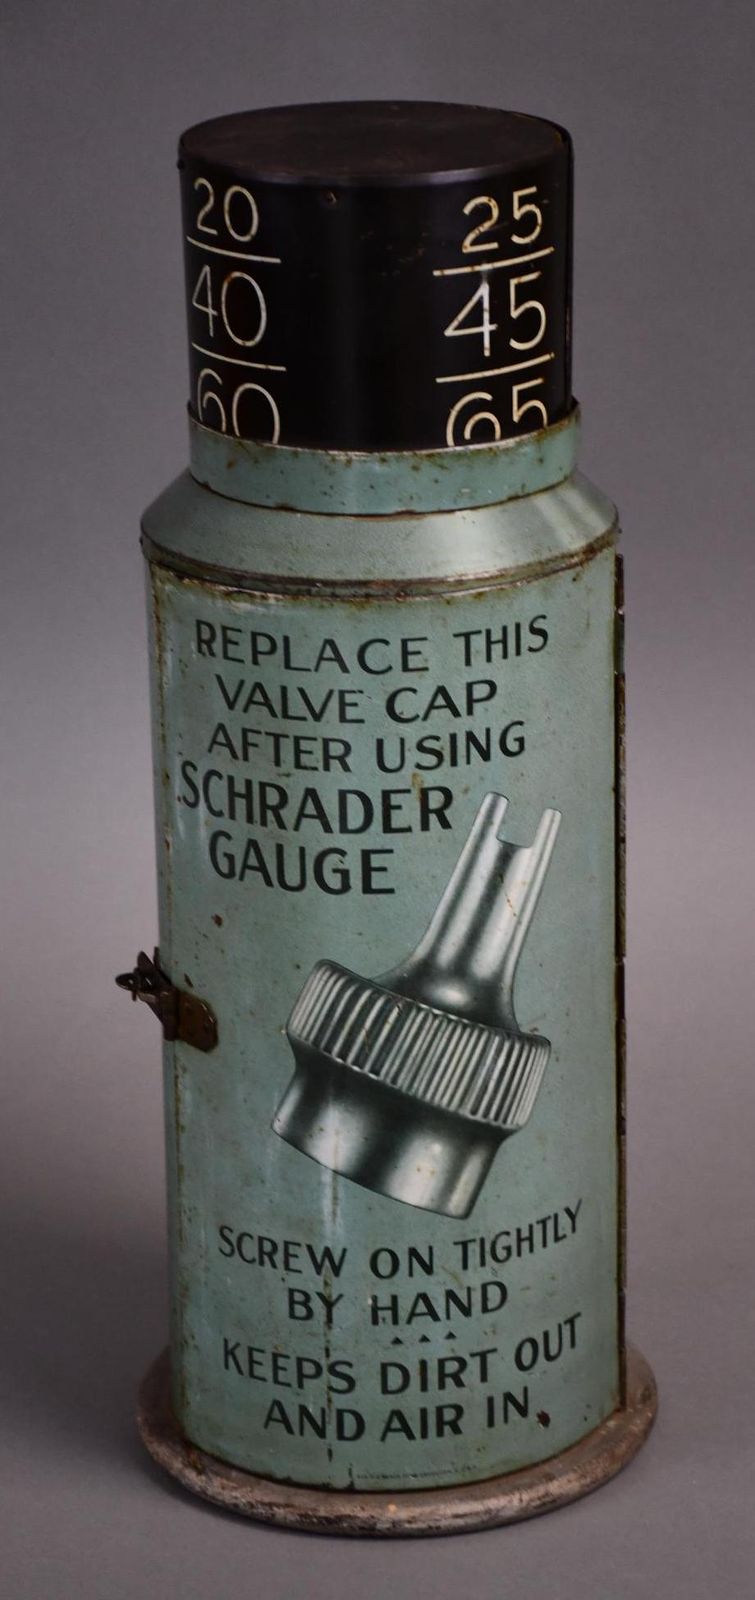 20 25
40 45
60 65
REPLACE THIS
VALVE CAP
AFTER USING
SCHRADER
GAUGE
SCREW ON TIGHTLY
BY HAND
KEEPS DIRT OUT
AND AIR IN.